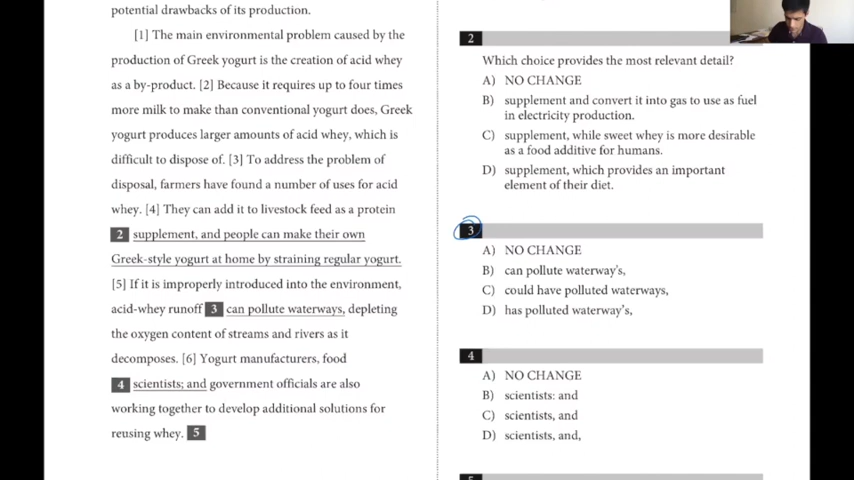 potential drawbacks of its production.
[1] The main environmental problem caused by the
production of Greek yogurt is the creation of acid whey
as a by-product. [2] Because it requires up to four times
more milk to make than conventional yogurt does, Greek
yogurt produces larger amounts of acid whey, which is
difficult to dispose of. [3] To address the problem of
disposal, farmers have found a number of uses for acid
whey. [4] They can add it to livestock feed as a protein
2 supplement, and people can make their own
Greek-style yogurt at home by straining regular yogurt.
[5] If it is improperly introduced into the environment,
acid-whey runoff 3 can pollute waterways, depleting
the oxygen content of streams and rivers as it
decomposes. [6] Yogurt manufacturers, food
4 scientists; and government officials are also
working together to develop additional solutions for
reusing whey. 5
2
Which choice provides the most relevant detail?
A) NO CHANGE
B) supplement and convert it into gas to use as fuel
in electricity production.
C) supplement, while sweet whey is more desirable
as a food additive for humans.
D) supplement, which provides an important
element of their diet.
3
A) NO CHANGE
B) can pollute waterway's,
C) could have polluted waterways,
D) has polluted waterway's,
4
A) NO CHANGE
B) scientists: and
C) scientists, and
D) scientists, and,
5